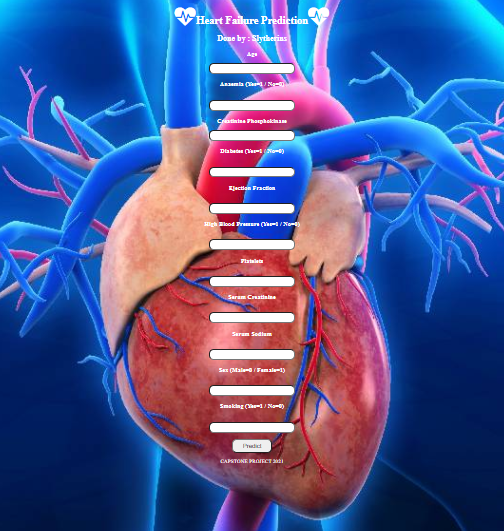 Heart Failure Prediction
Done by : Slytherins
Age
Anaemia (Yes=1 / No=0)
Creatinine Phosphokinase
Diabetes (Yes=1 / No=0)
Ejection Fraction
High Blood Pressure (Yes=1 / No=0)
Platelets
Serum Creatinine
Serum Sodium
Sex (Male=0 / Female=1)
Smoking (Yes=1 / No=0)
Predict
CAPSTONE PROJECT 2021